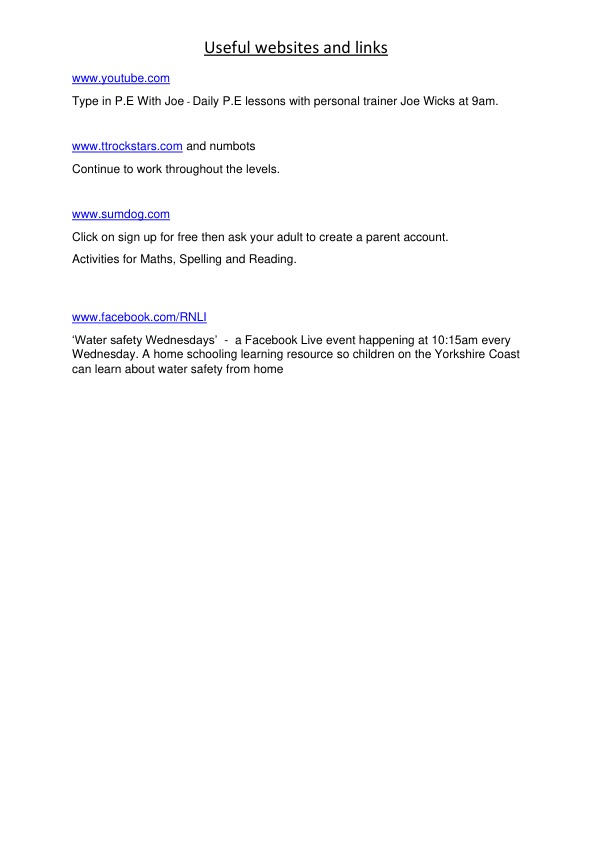 Useful websites and links
www.youtube.com
Type in P.E With Joe - Daily P.E lessons with personal trainer Joe Wicks at 9am.
www.ttrockstars.com and numbots
Continue to work throughout the levels.
www.sumdog.com
Click on sign up for free then ask your adult to create a parent account.
Activities for Maths, Spelling and Reading.
www.facebook.com/RNLI
‘Water safety Wednesdays’  -  a Facebook Live event happening at 10:15am every
Wednesday. A home schooling learning resource so children on the Yorkshire Coast
can learn about water safety from home